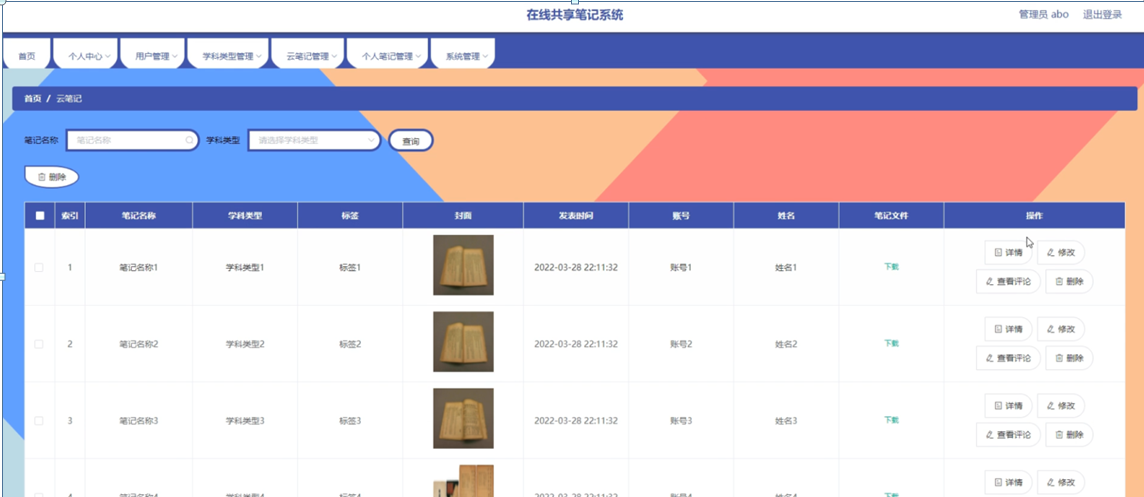 在线共享笔记系统
管理员 abo 退出登录
首页 个人中心 用户管理 学科类型管理 云笔记管理 个人笔记管理 系统管理
首页 / 云笔记
笔记名称 笔记名称 学科类型 请选择学科类型 查询
删除
索引 笔记名称 学科类型 标签 封面 发表时间 账号 姓名 笔记文件 操作
1 笔记名称1 学科类型1 标签1 2022-03-28 22:11:32 账号1 姓名1 下载 详情 修改
查看评论 删除
2 笔记名称2 学科类型2 标签2 2022-03-28 22:11:32 账号2 姓名2 下载 详情 修改
查看评论 删除
3 笔记名称3 学科类型3 标签3 2022-03-28 22:11:32 账号3 姓名3 下载 详情 修改
查看评论 删除
4 笔记名称4 学科类型4 标签4 2022-03-28 22:11:32 账号4 姓名4 下载 详情 修改